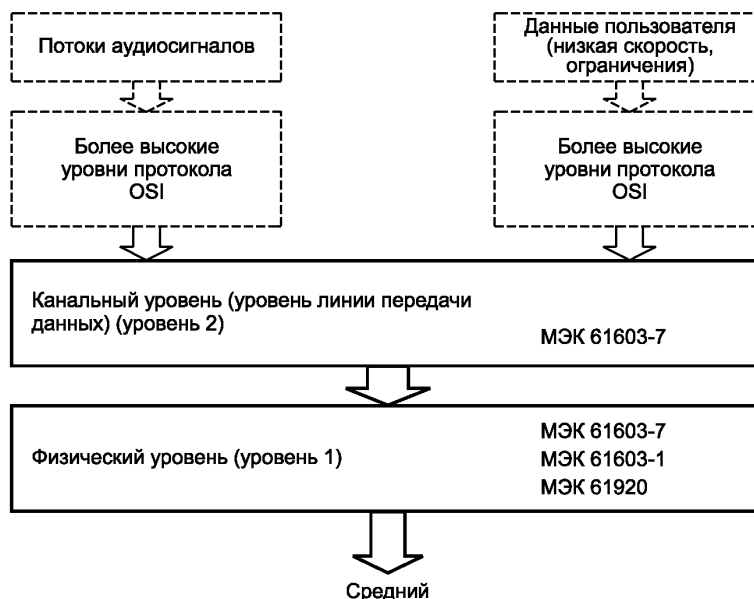 Потоки аудиосигналов
Данные пользователя
(низкая скорость,
ограничения)
Более высокие
уровни протокола
OSI
Более высокие
уровни протокола
OSI
Канальный уровень (уровень линии передачи
данных) (уровень 2)
МЭК 61603-7
Физический уровень (уровень 1)
МЭК 61603-7
МЭК 61603-1
МЭК 61920
Средний